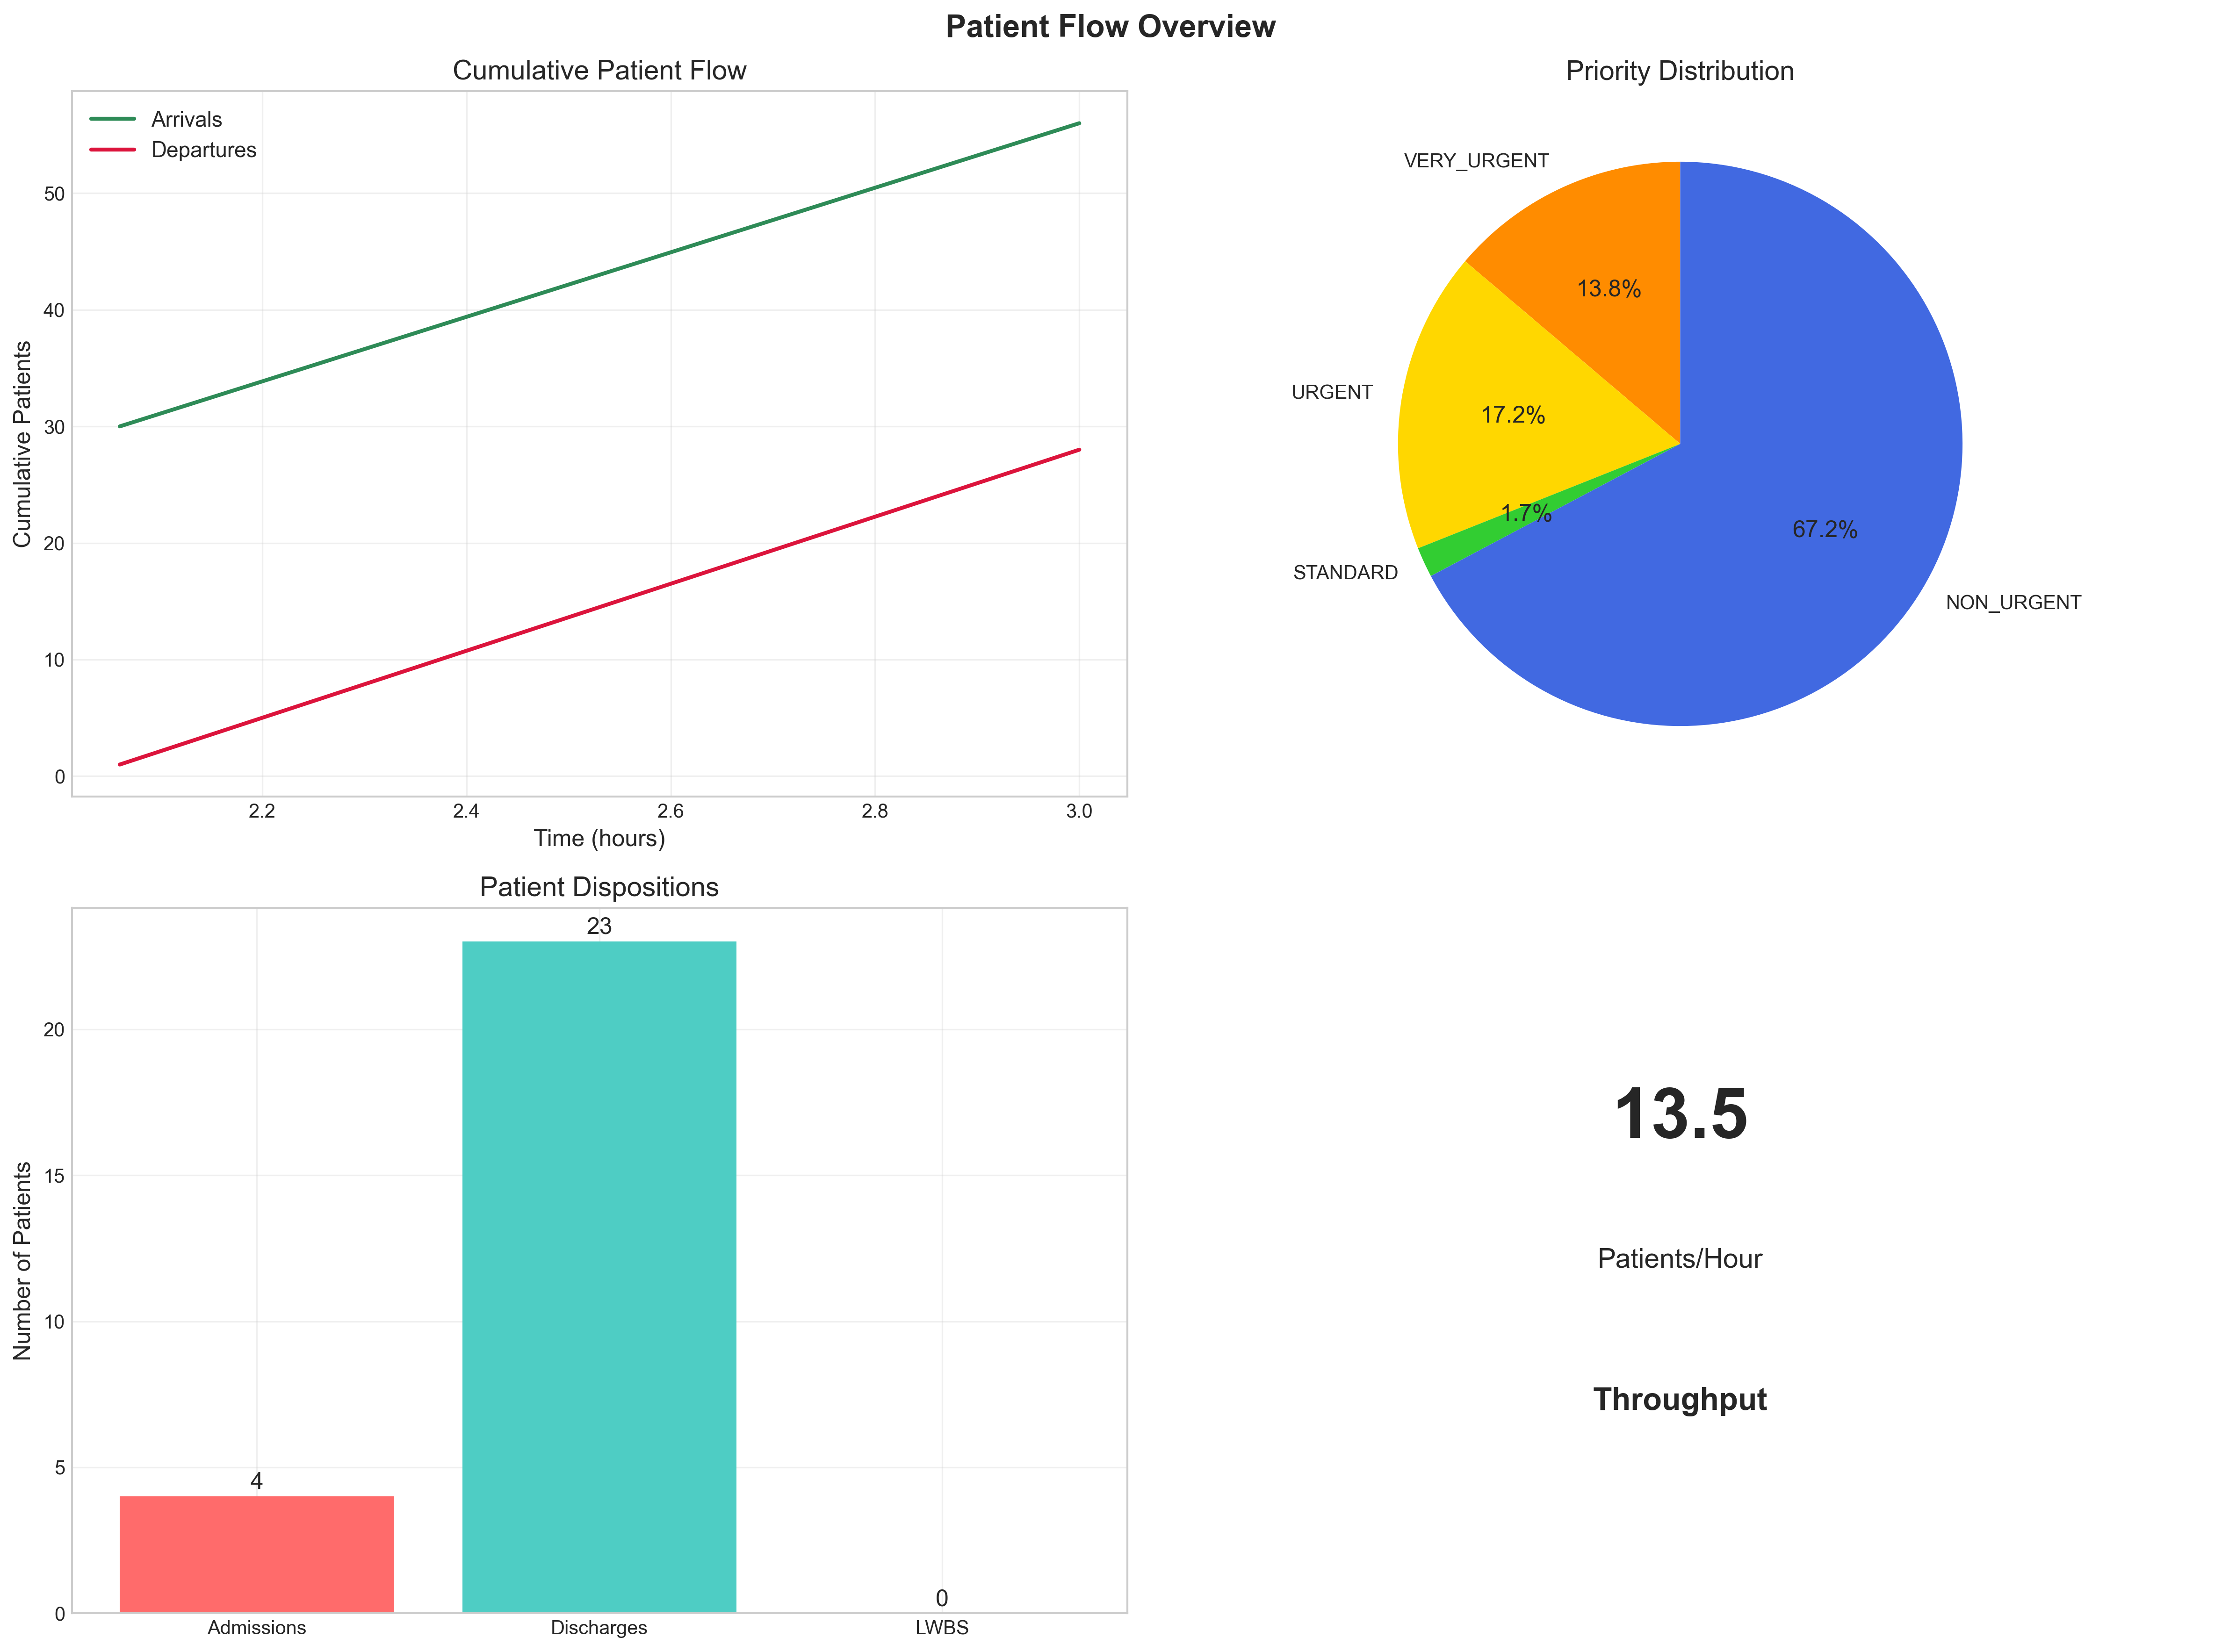 Patient Flow Overview
Cumulative Patient Flow
Arrivals
Departures
Cumulative Patients
50
40
30
20
10
0
2.2 2.4 2.6 2.8 3.0
Time (hours)
Priority Distribution
VERY_URGENT
13.8%
URGENT
17.2%
1.7%
STANDARD
67.2%
NON_URGENT
Patient Dispositions
Number of Patients
20
15
10
5
0
4
23
0
Admissions Discharges LWBS
13.5
Patients/Hour
Throughput